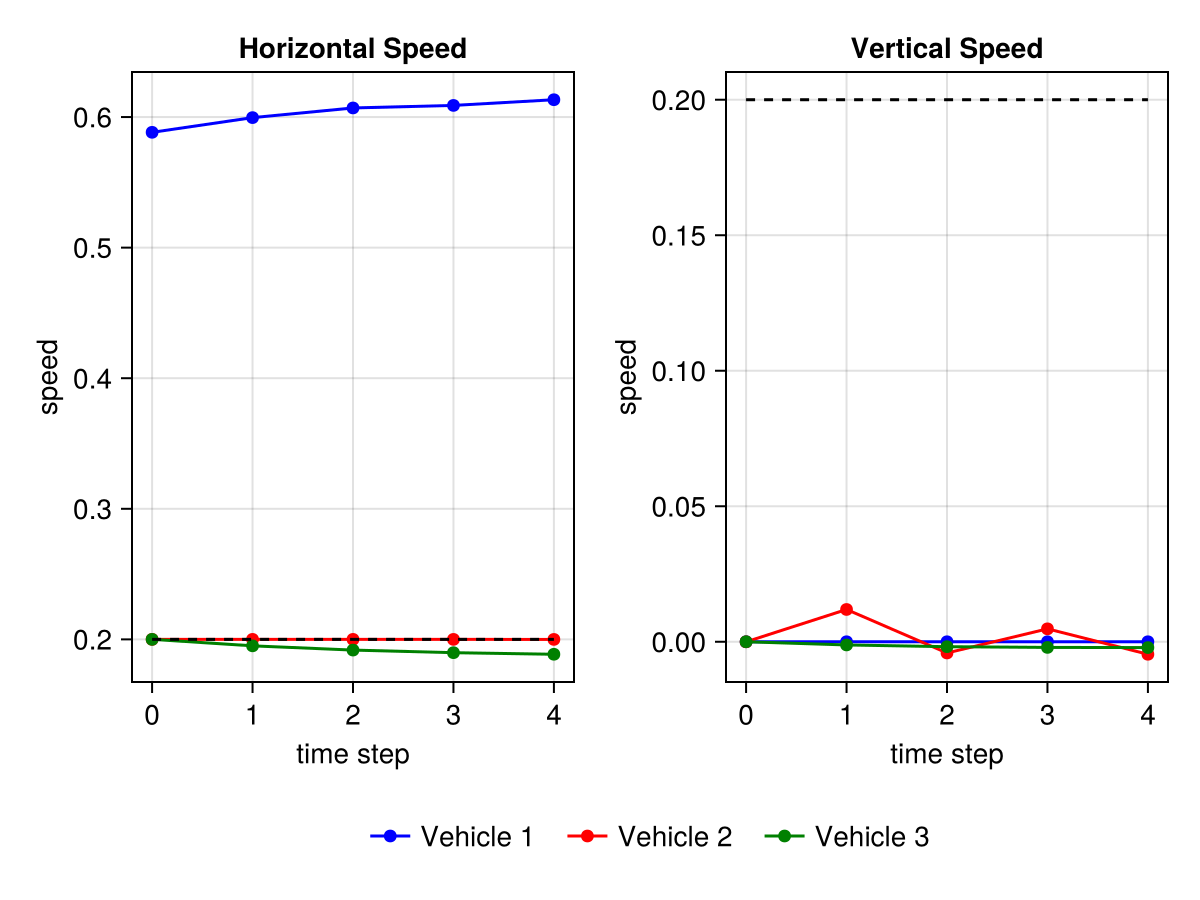 Horizontal Speed
0.6
0.5
0.4
0.3
0.2
speed
0 1 2 3 4
time step
Vertical Speed
0.20
0.15
0.10
0.05
0.00
speed
0 1 2 3 4
time step
Vehicle 1 Vehicle 2 Vehicle 3